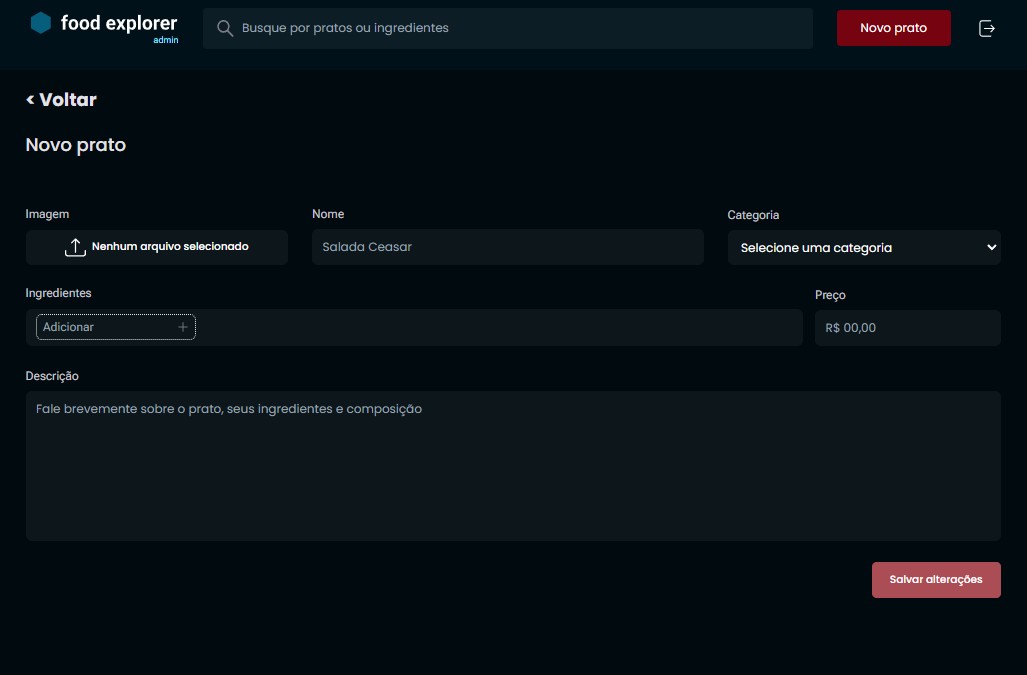 food explorer
admin
Busque por pratos ou ingredientes
Novo prato
< Voltar
Novo prato
Imagem
Nenhum arquivo selecionado
Nome
Salada Ceasar
Categoria
Selecione uma categoria
Ingredientes
Adicionar +
Preço
R$ 00,00
Descrição
Fale brevemente sobre o prato, seus ingredientes e composição
Salvar alterações